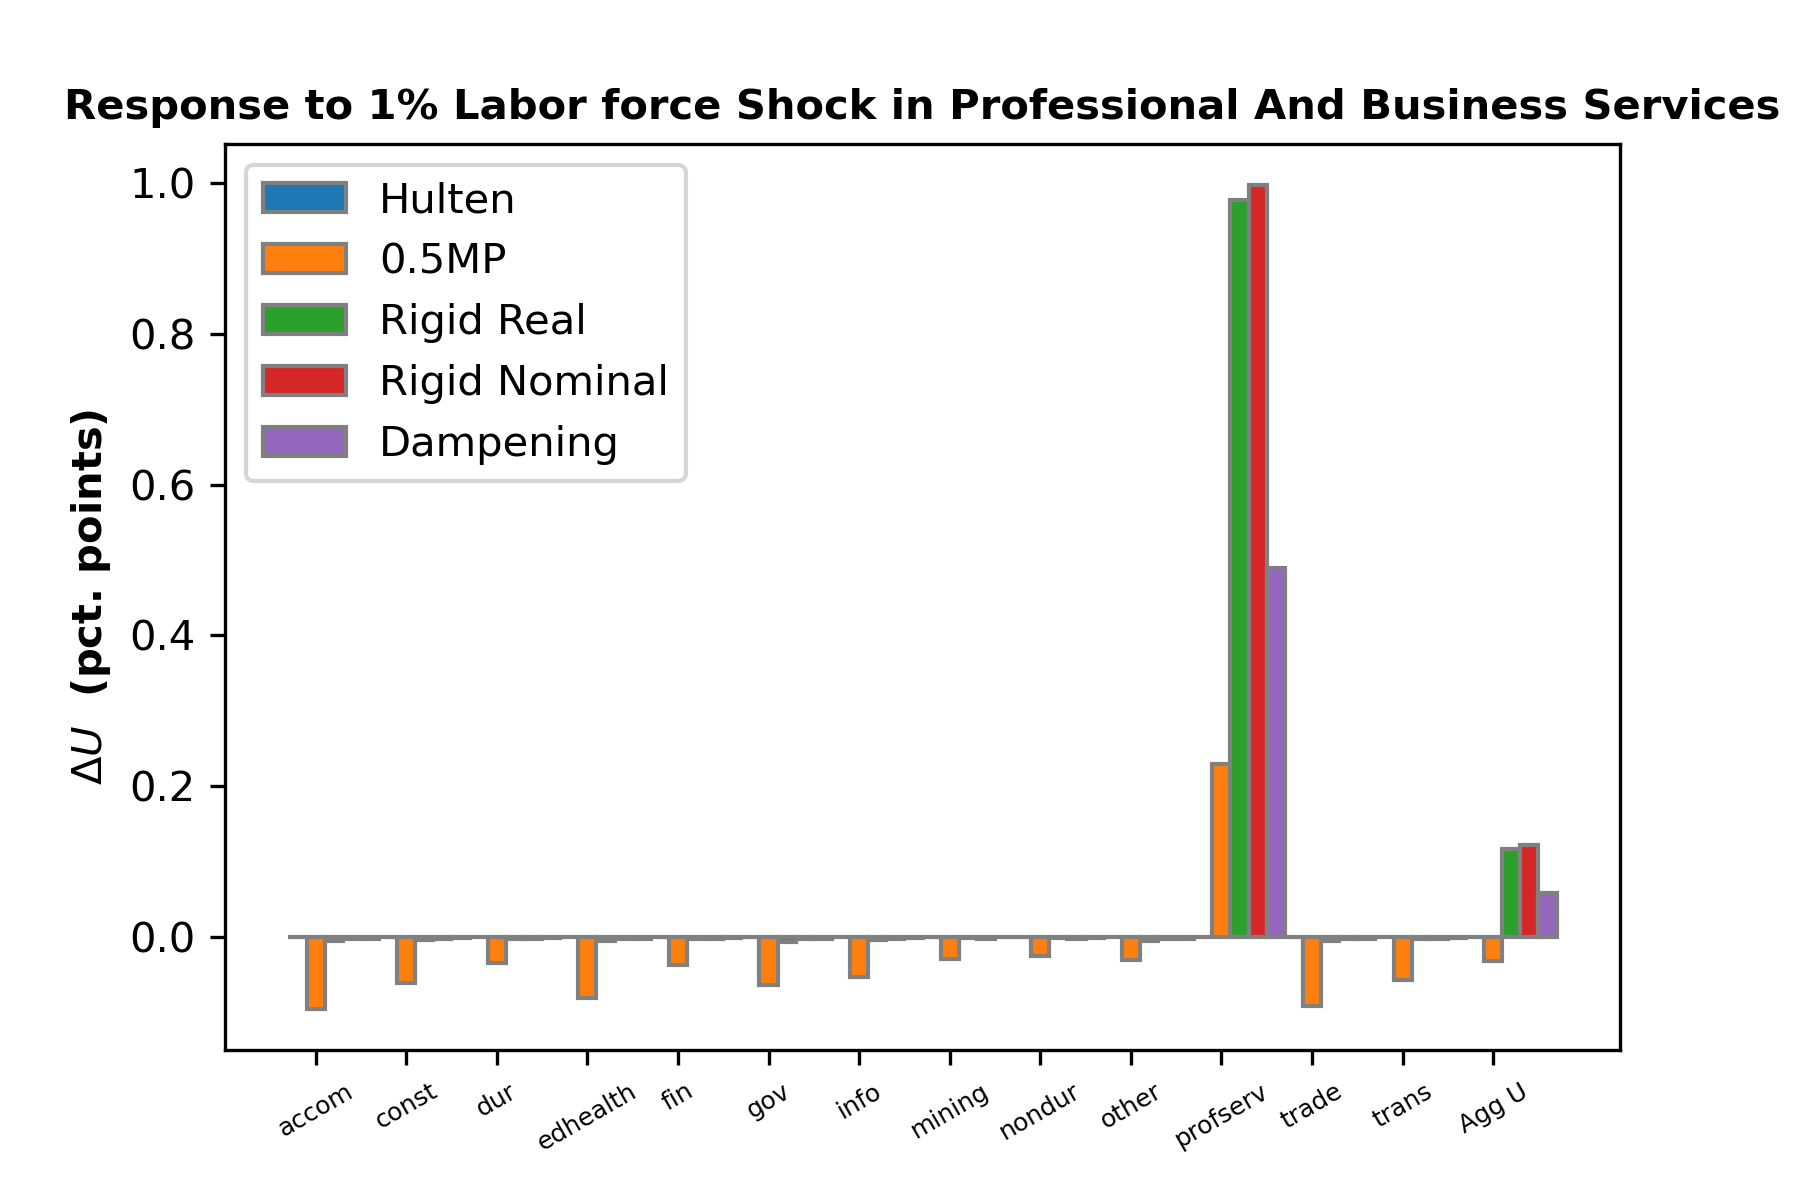 Response to 1% Labor force Shock in Professional And Business Services
1.0
0.8
0.6
0.4
0.2
0.0
ΔU (pct. points)
Hulten
0.5MP
Rigid Real
Rigid Nominal
Dampening
accom
const
dur
edhealth
fin
gov
info
mining
nondur
other
profserv
trade
trans
Agg U